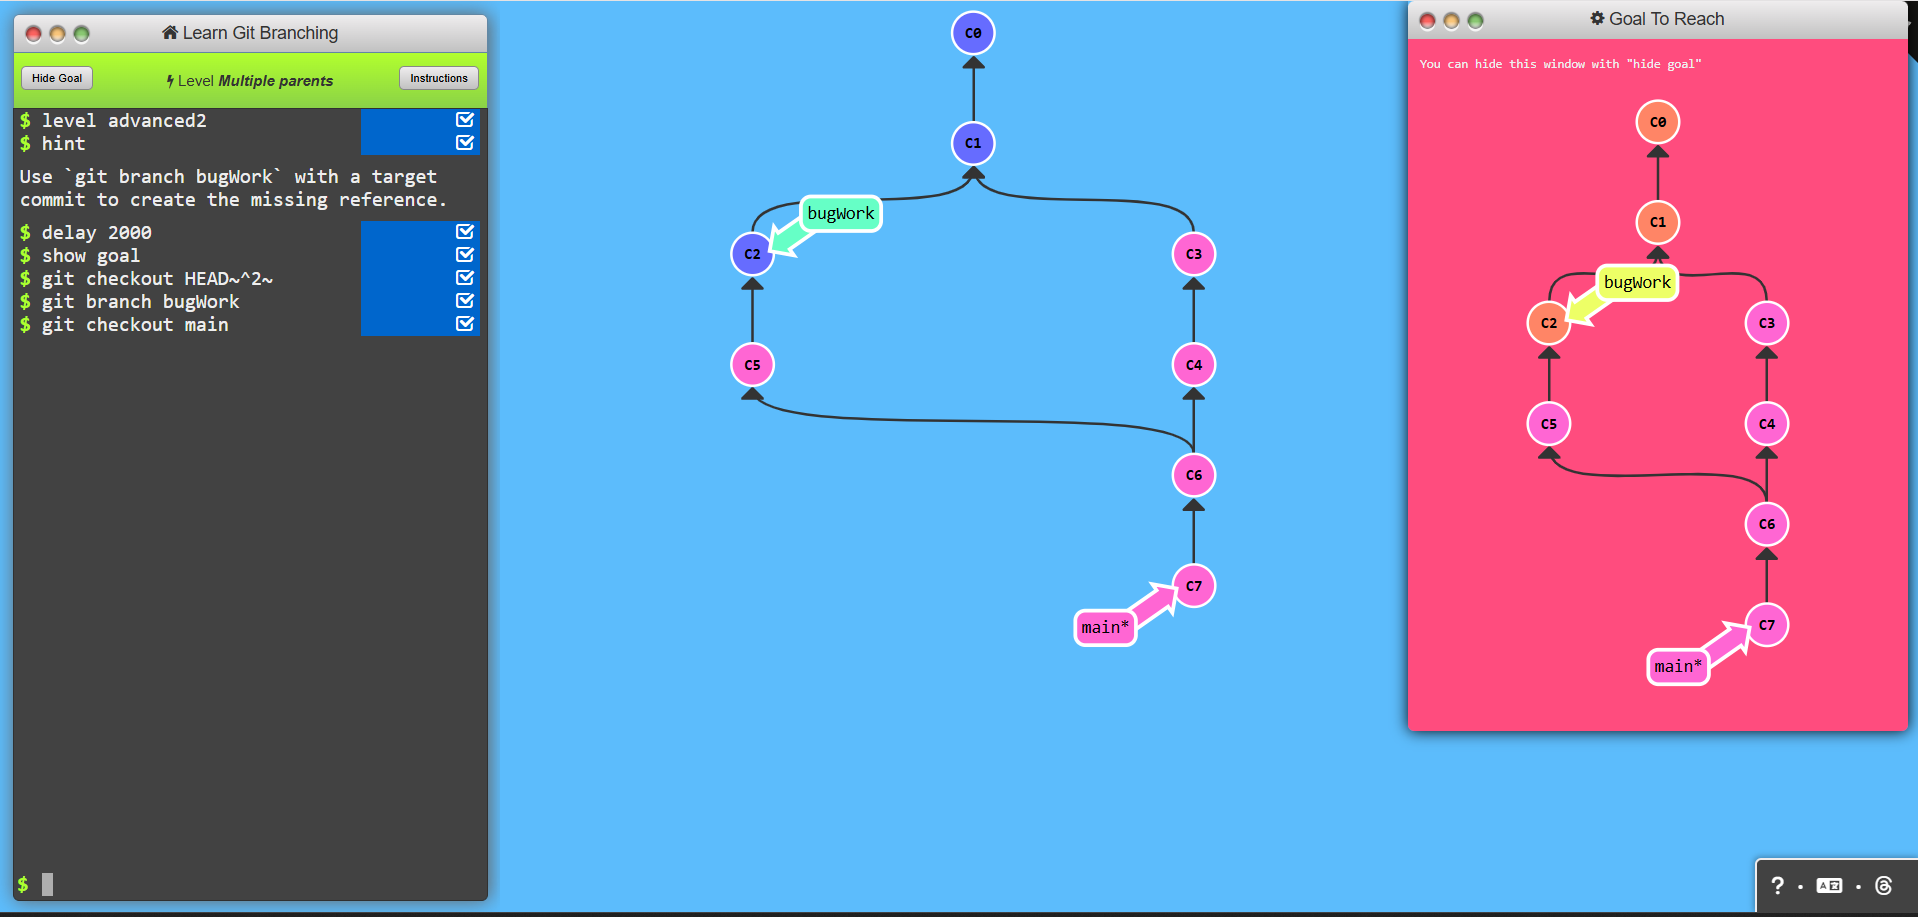 Learn Git Branching
Hide Goal
Level Multiple parents
Instructions
$ level advanced2
$ hint
Use `git branch bugWork` with a target
commit to create the missing reference.
$ delay 2000
$ show goal
$ git checkout HEAD~^2~
$ git branch bugWork
$ git checkout main
$
C0
C1
bugWork
C2
C3
C5
C4
C6
C7
main*
Goal To Reach
You can hide this window with "hide goal"
C0
C1
bugWork
C2
C3
C5
C4
C6
C7
main*
? · A ·